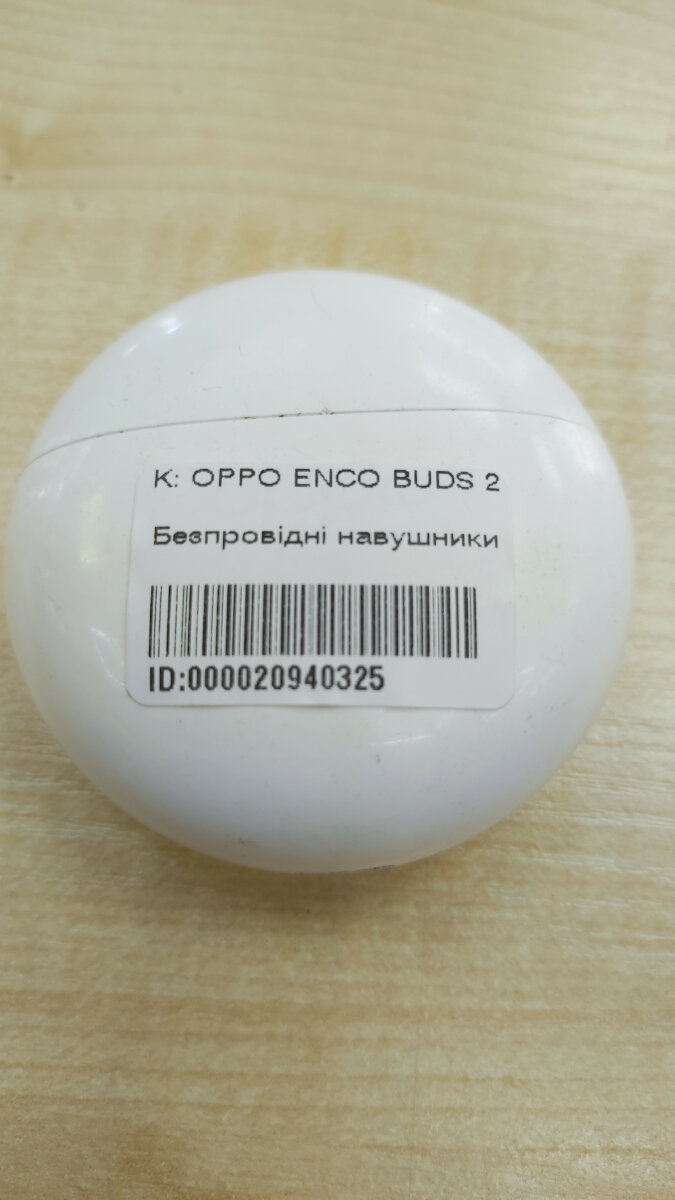 K: OPPO ENCO BUDS 2
Безпровідні навушники
ID:000020940325